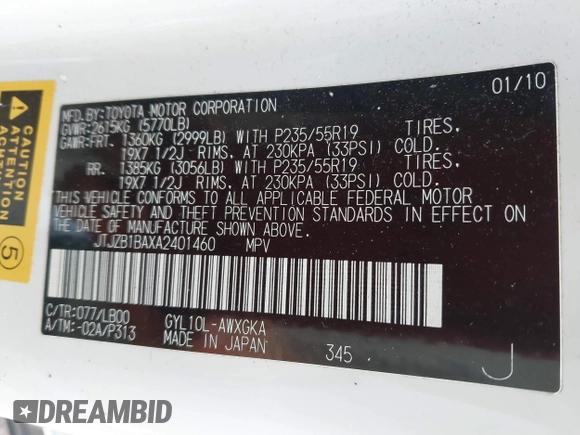 01/10
MFD.BY:TOYOTA MOTOR CORPORATION
GVWR:2615KG (5770LB)
GAWR:FRT. 1360KG (2999LB) WITH P235/55R19 TIRES,
19X7 1/2J RIMS, AT 230KPA (33PSI) COLD.
RR. 1385KG (3056LB) WITH P235/55R19 TIRES,
19X7 1/2J RIMS, AT 230KPA (33PSI) COLD.
THIS VEHICLE CONFORMS TO ALL APPLICABLE FEDERAL MOTOR
VEHICLE SAFETY AND THEFT PREVENTION STANDARDS IN EFFECT ON
THE DATE OF MANUFACTURE SHOWN ABOVE.
JTJZB1BAXA2401460 MPV
C/TR:077/LB00 GYL10L-AWXGKA
A/TM:-02A/P313 MADE IN JAPAN 345 J
CAUTION
ATTENTION
5
DREAMBID